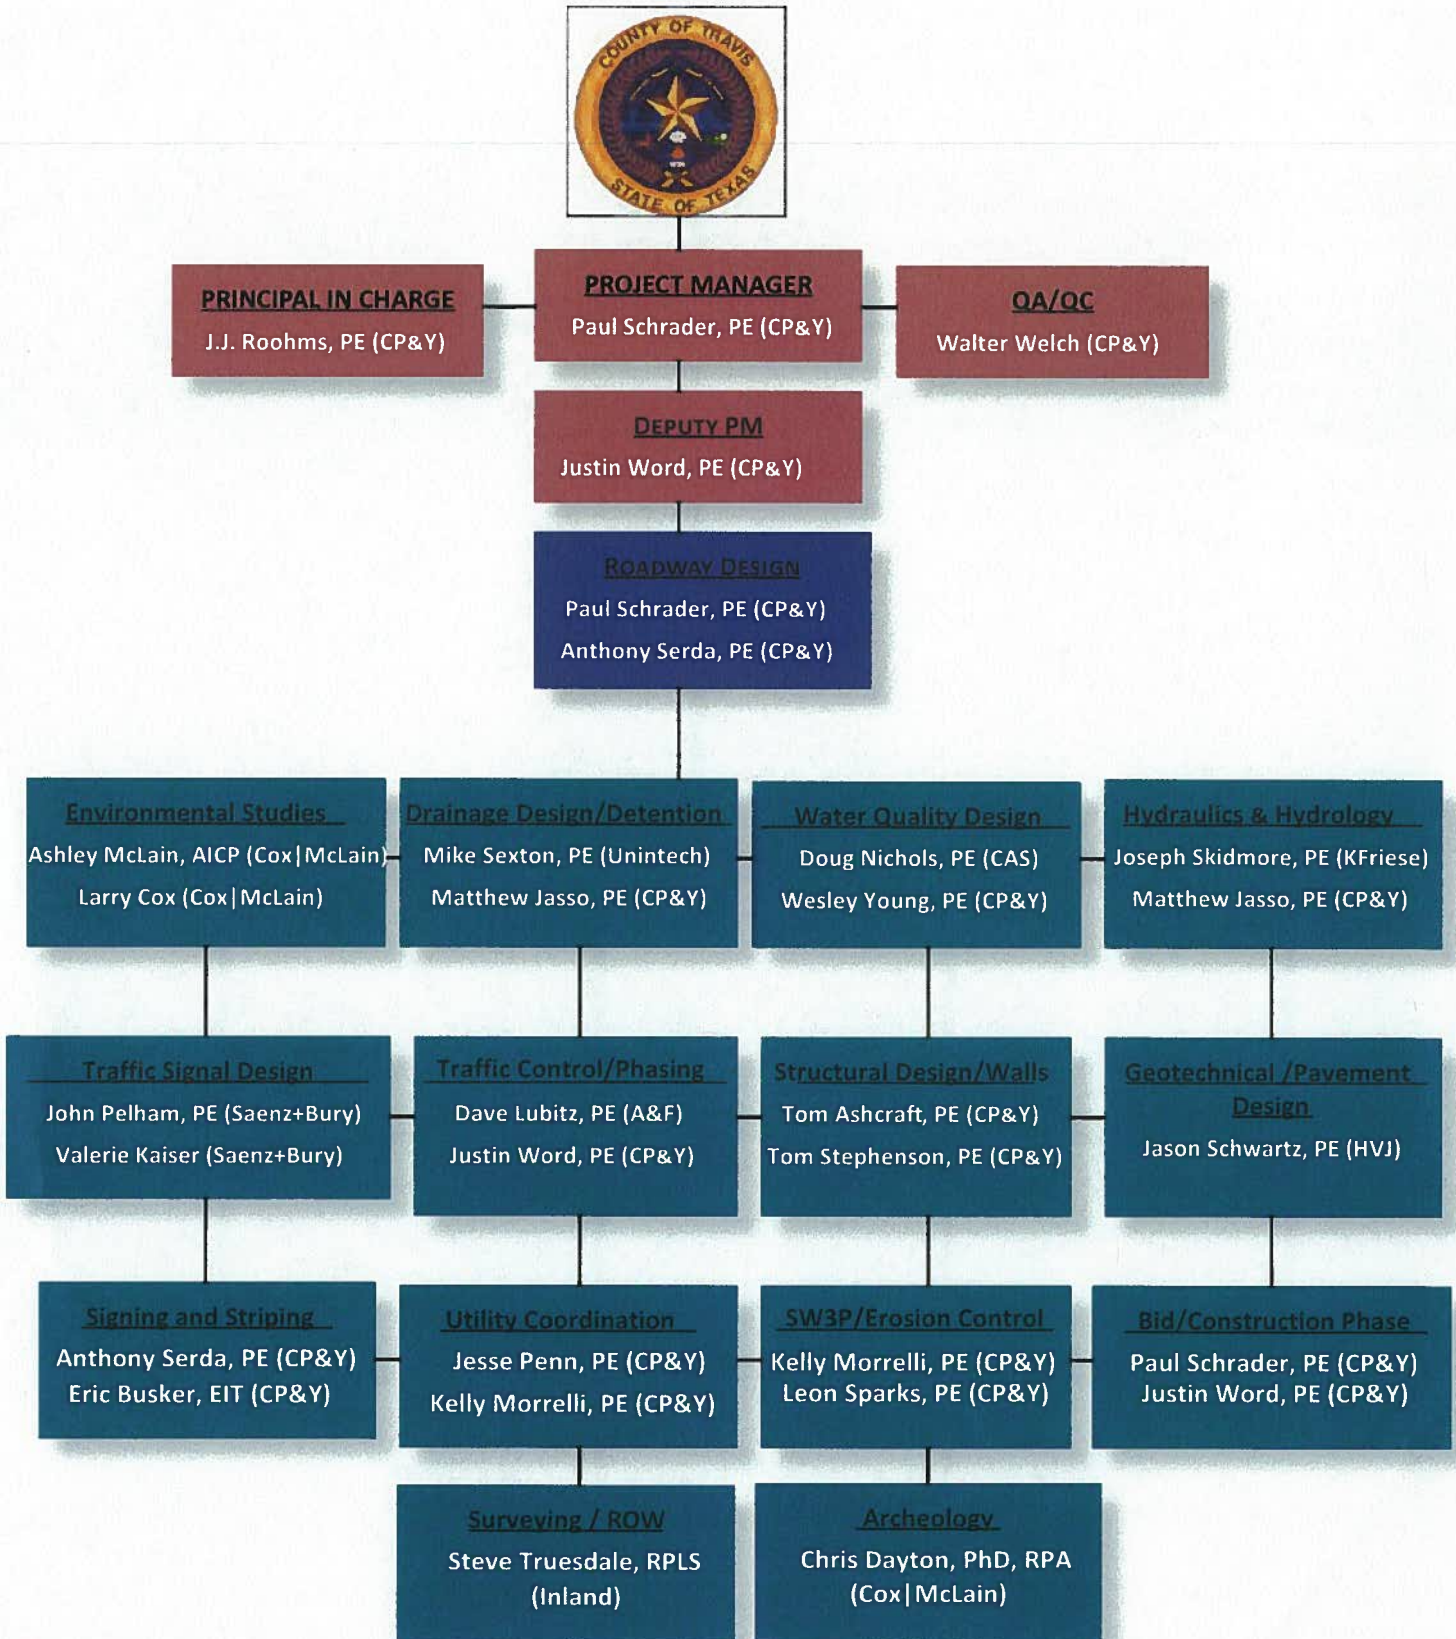 COUNTY OF TRAVIS
STATE OF TEXAS
PRINCIPAL IN CHARGE
J.J. Roohms, PE (CP&Y)
PROJECT MANAGER
Paul Schrader, PE (CP&Y)
QA/QC
Walter Welch (CP&Y)
DEPUTY PM
Justin Word, PE (CP&Y)
ROADWAY DESIGN
Paul Schrader, PE (CP&Y)
Anthony Serda, PE (CP&Y)
Environmental Studies
Ashley McLain, AICP (Cox|McLain)
Larry Cox (Cox|McLain)
Drainage Design/Detention
Mike Sexton, PE (Unintech)
Matthew Jasso, PE (CP&Y)
Water Quality Design
Doug Nichols, PE (CAS)
Wesley Young, PE (CP&Y)
Hydraulics & Hydrology
Joseph Skidmore, PE (KFriese)
Matthew Jasso, PE (CP&Y)
Traffic Signal Design
John Pelham, PE (Saenz+Bury)
Valerie Kaiser (Saenz+Bury)
Traffic Control/Phasing
Dave Lubitz, PE (A&F)
Justin Word, PE (CP&Y)
Structural Design/Walls
Tom Ashcraft, PE (CP&Y)
Tom Stephenson, PE (CP&Y)
Geotechnical /Pavement
Design
Jason Schwartz, PE (HVJ)
Signing and Striping
Anthony Serda, PE (CP&Y)
Eric Busker, EIT (CP&Y)
Utility Coordination
Jesse Penn, PE (CP&Y)
Kelly Morrelli, PE (CP&Y)
SW3P/Erosion Control
Kelly Morrelli, PE (CP&Y)
Leon Sparks, PE (CP&Y)
Bid/Construction Phase
Paul Schrader, PE (CP&Y)
Justin Word, PE (CP&Y)
Surveying / ROW
Steve Truesdale, RPLS
(Inland)
Archeology
Chris Dayton, PhD, RPA
(Cox|McLain)